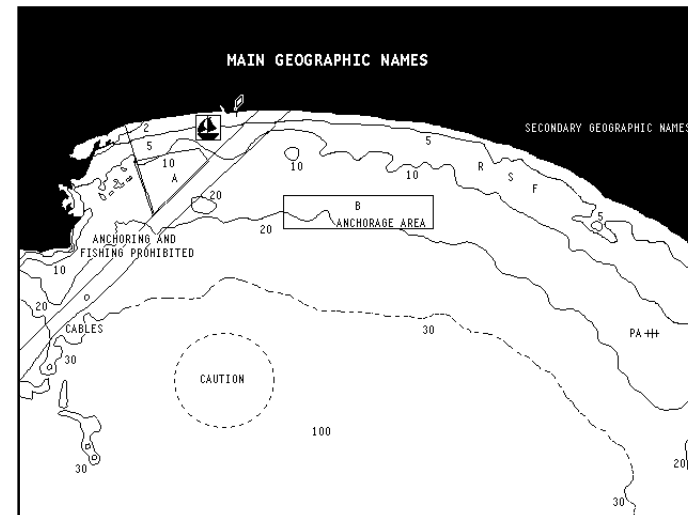 MAIN GEOGRAPHIC NAMES
SECONDARY GEOGRAPHIC NAMES
2
5
5
10
A
R
S
F
10
10
20
B
5
ANCHORAGE AREA
20
ANCHORING AND
FISHING PROHIBITED
10
20
CABLES
30
PA
30
CAUTION
100
30
20
30